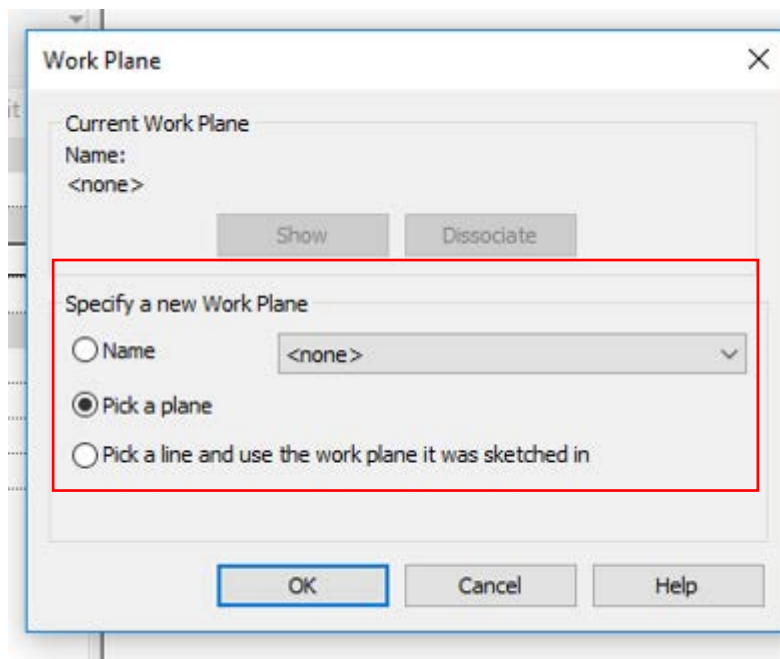 Work Plane
Current Work Plane
Name:
<none>
Show Dissociate
Specify a new Work Plane
Name <none>
Pick a plane
Pick a line and use the work plane it was sketched in
OK Cancel Help
it